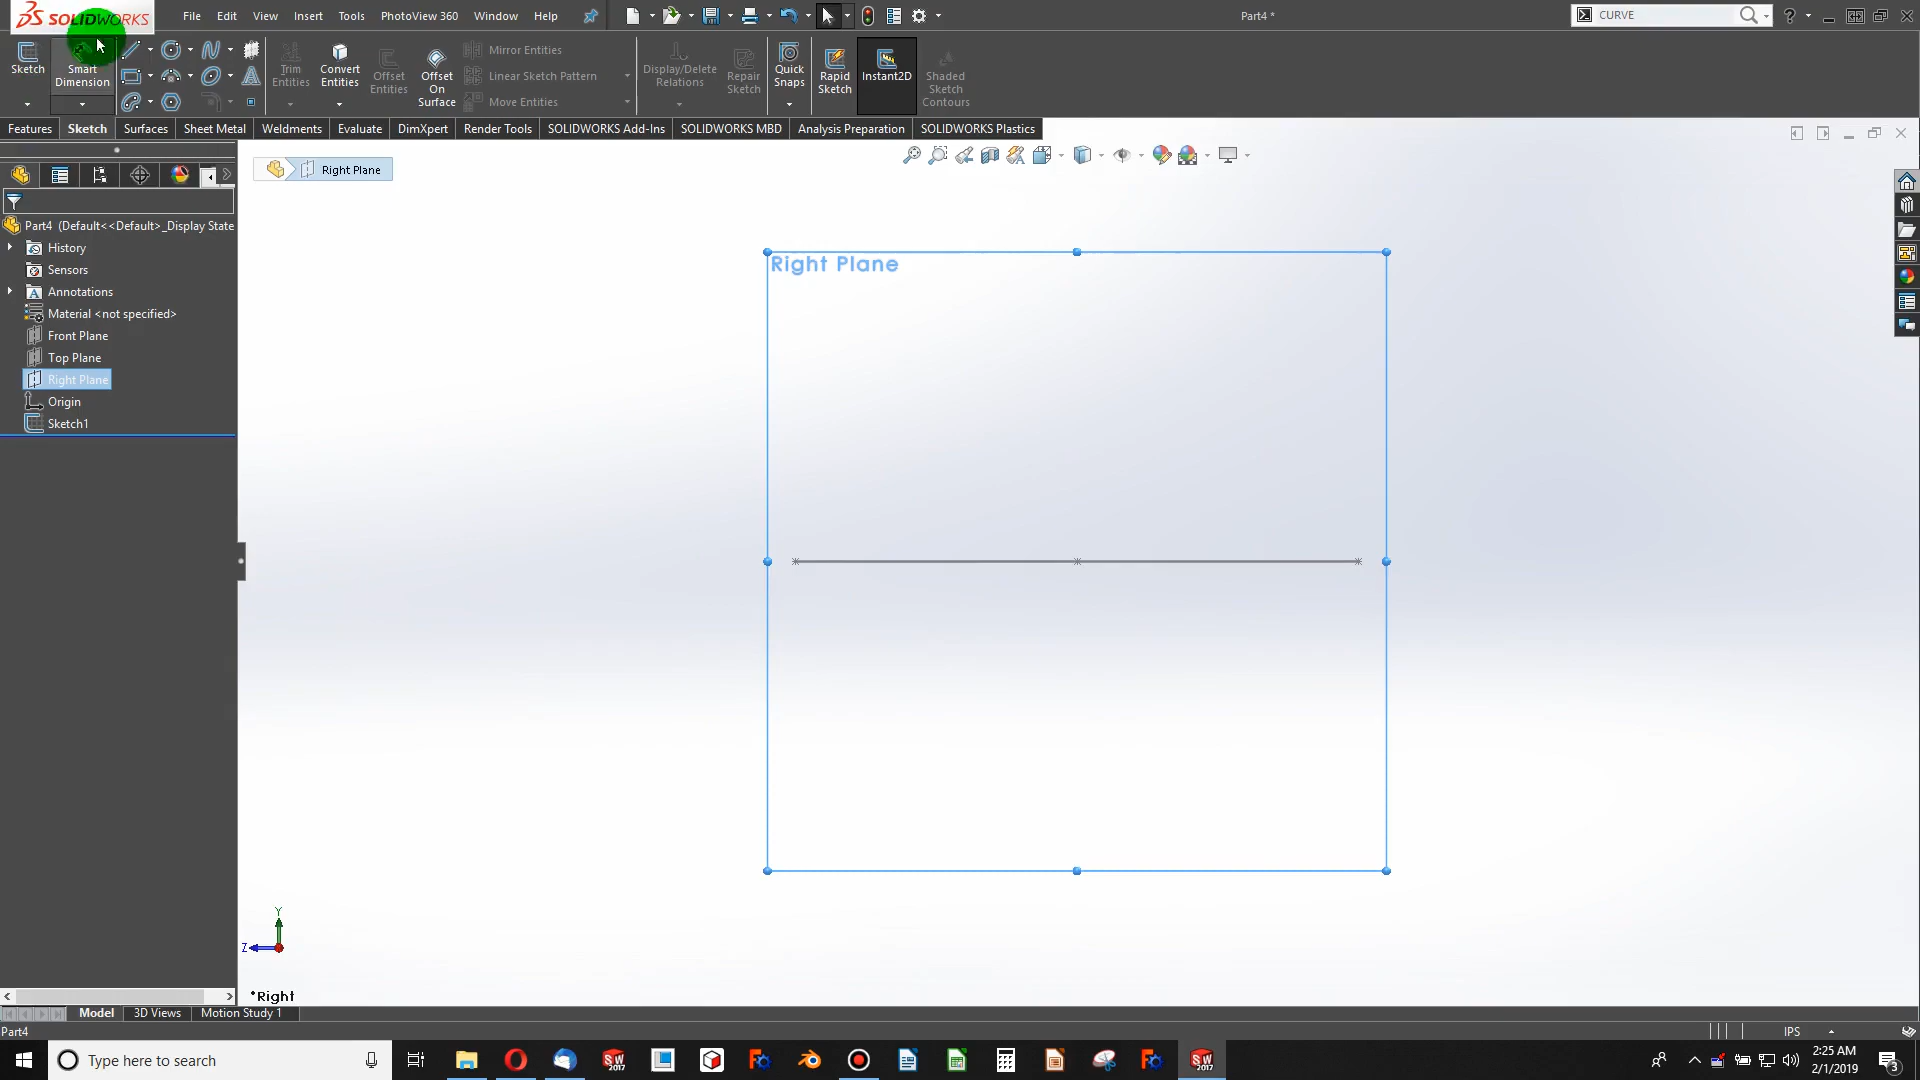 SOLIDWORKS File Edit View Insert Tools PhotoView 360 Window Help Part4 * CURVE
Sketch Smart Dimension Trim Entities Convert Entities Offset Entities Offset On Surface Mirror Entities Linear Sketch Pattern Move Entities Display/Delete Relations Repair Sketch Quick Snaps Rapid Sketch Instant2D Shaded Sketch Contours
Features Sketch Surfaces Sheet Metal Weldments Evaluate DimXpert Render Tools SOLIDWORKS Add-Ins SOLIDWORKS MBD Analysis Preparation SOLIDWORKS Plastics
Right Plane
Part4 (Default<<Default>_Display State
History
Sensors
Annotations
Material <not specified>
Front Plane
Top Plane
Right Plane
Origin
Sketch1
Right Plane
Y
Z
*Right
Model 3D Views Motion Study 1
Part4 IPS
Type here to search
SW 2017
SW 2017
2:25 AM
2/1/2019
3